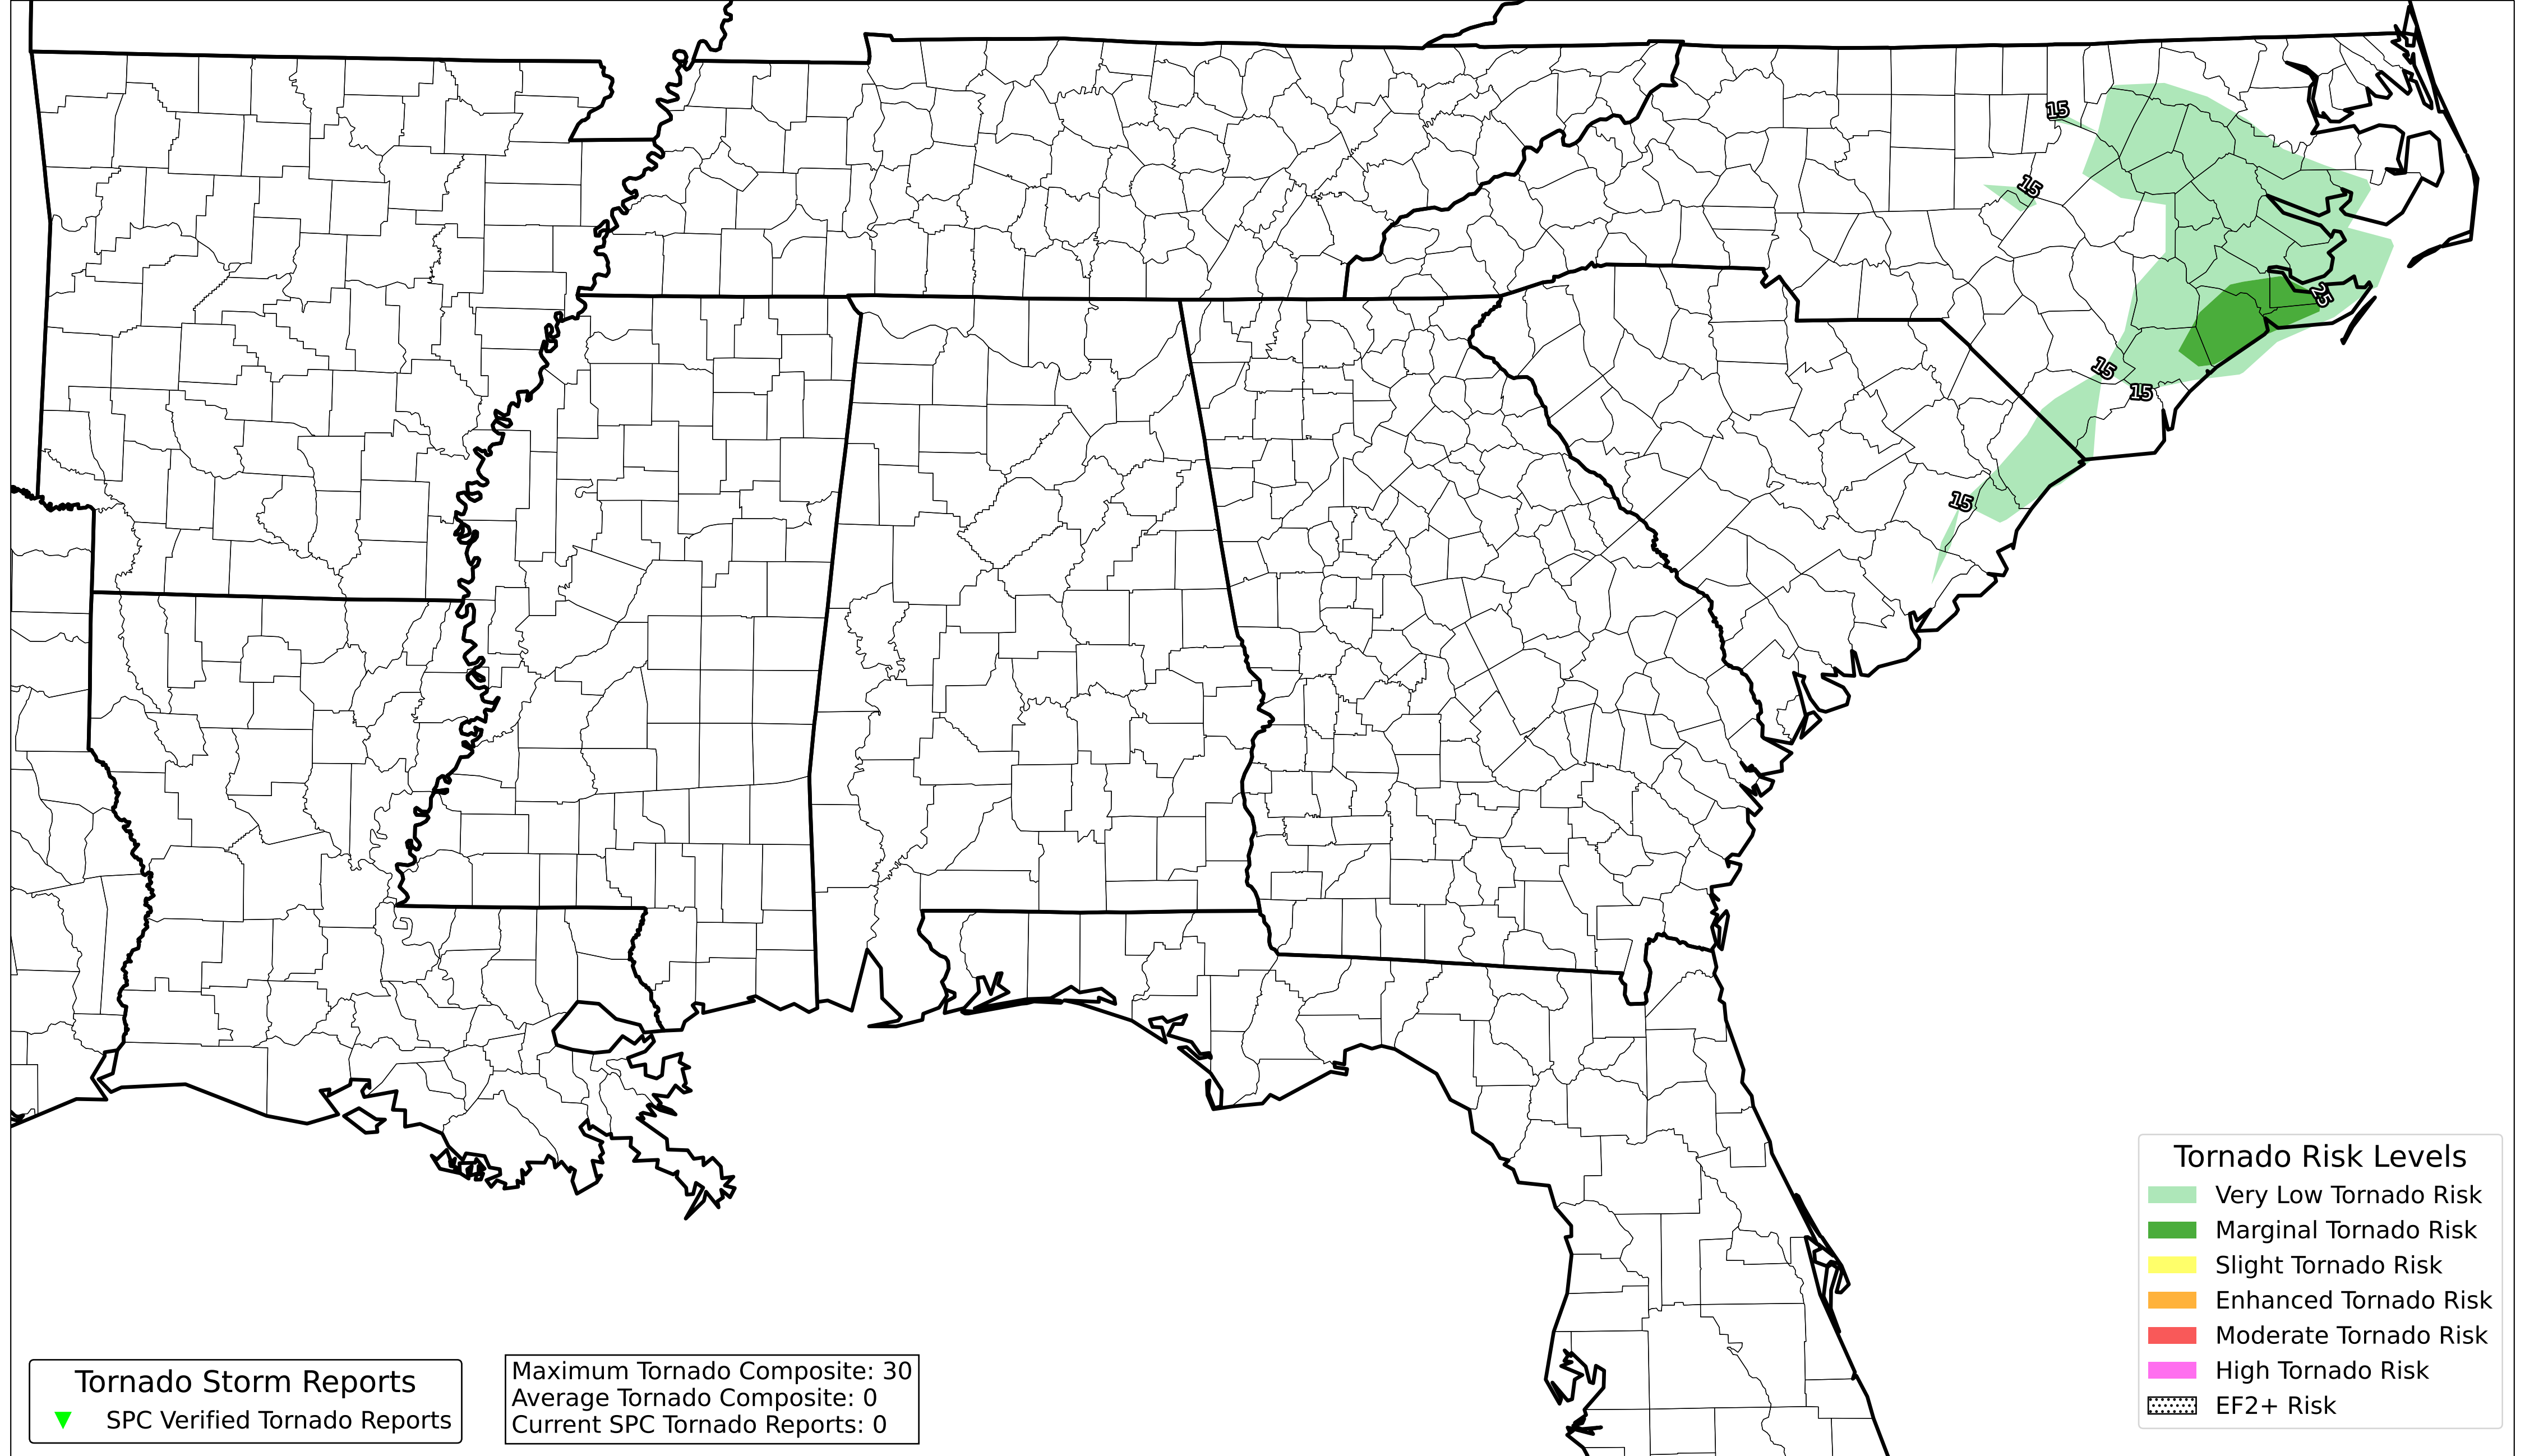 15
15
25
15
15
15
Tornado Risk Levels
Very Low Tornado Risk
Marginal Tornado Risk
Slight Tornado Risk
Enhanced Tornado Risk
Moderate Tornado Risk
High Tornado Risk
EF2+ Risk
Tornado Storm Reports
SPC Verified Tornado Reports
Maximum Tornado Composite: 30
Average Tornado Composite: 0
Current SPC Tornado Reports: 0